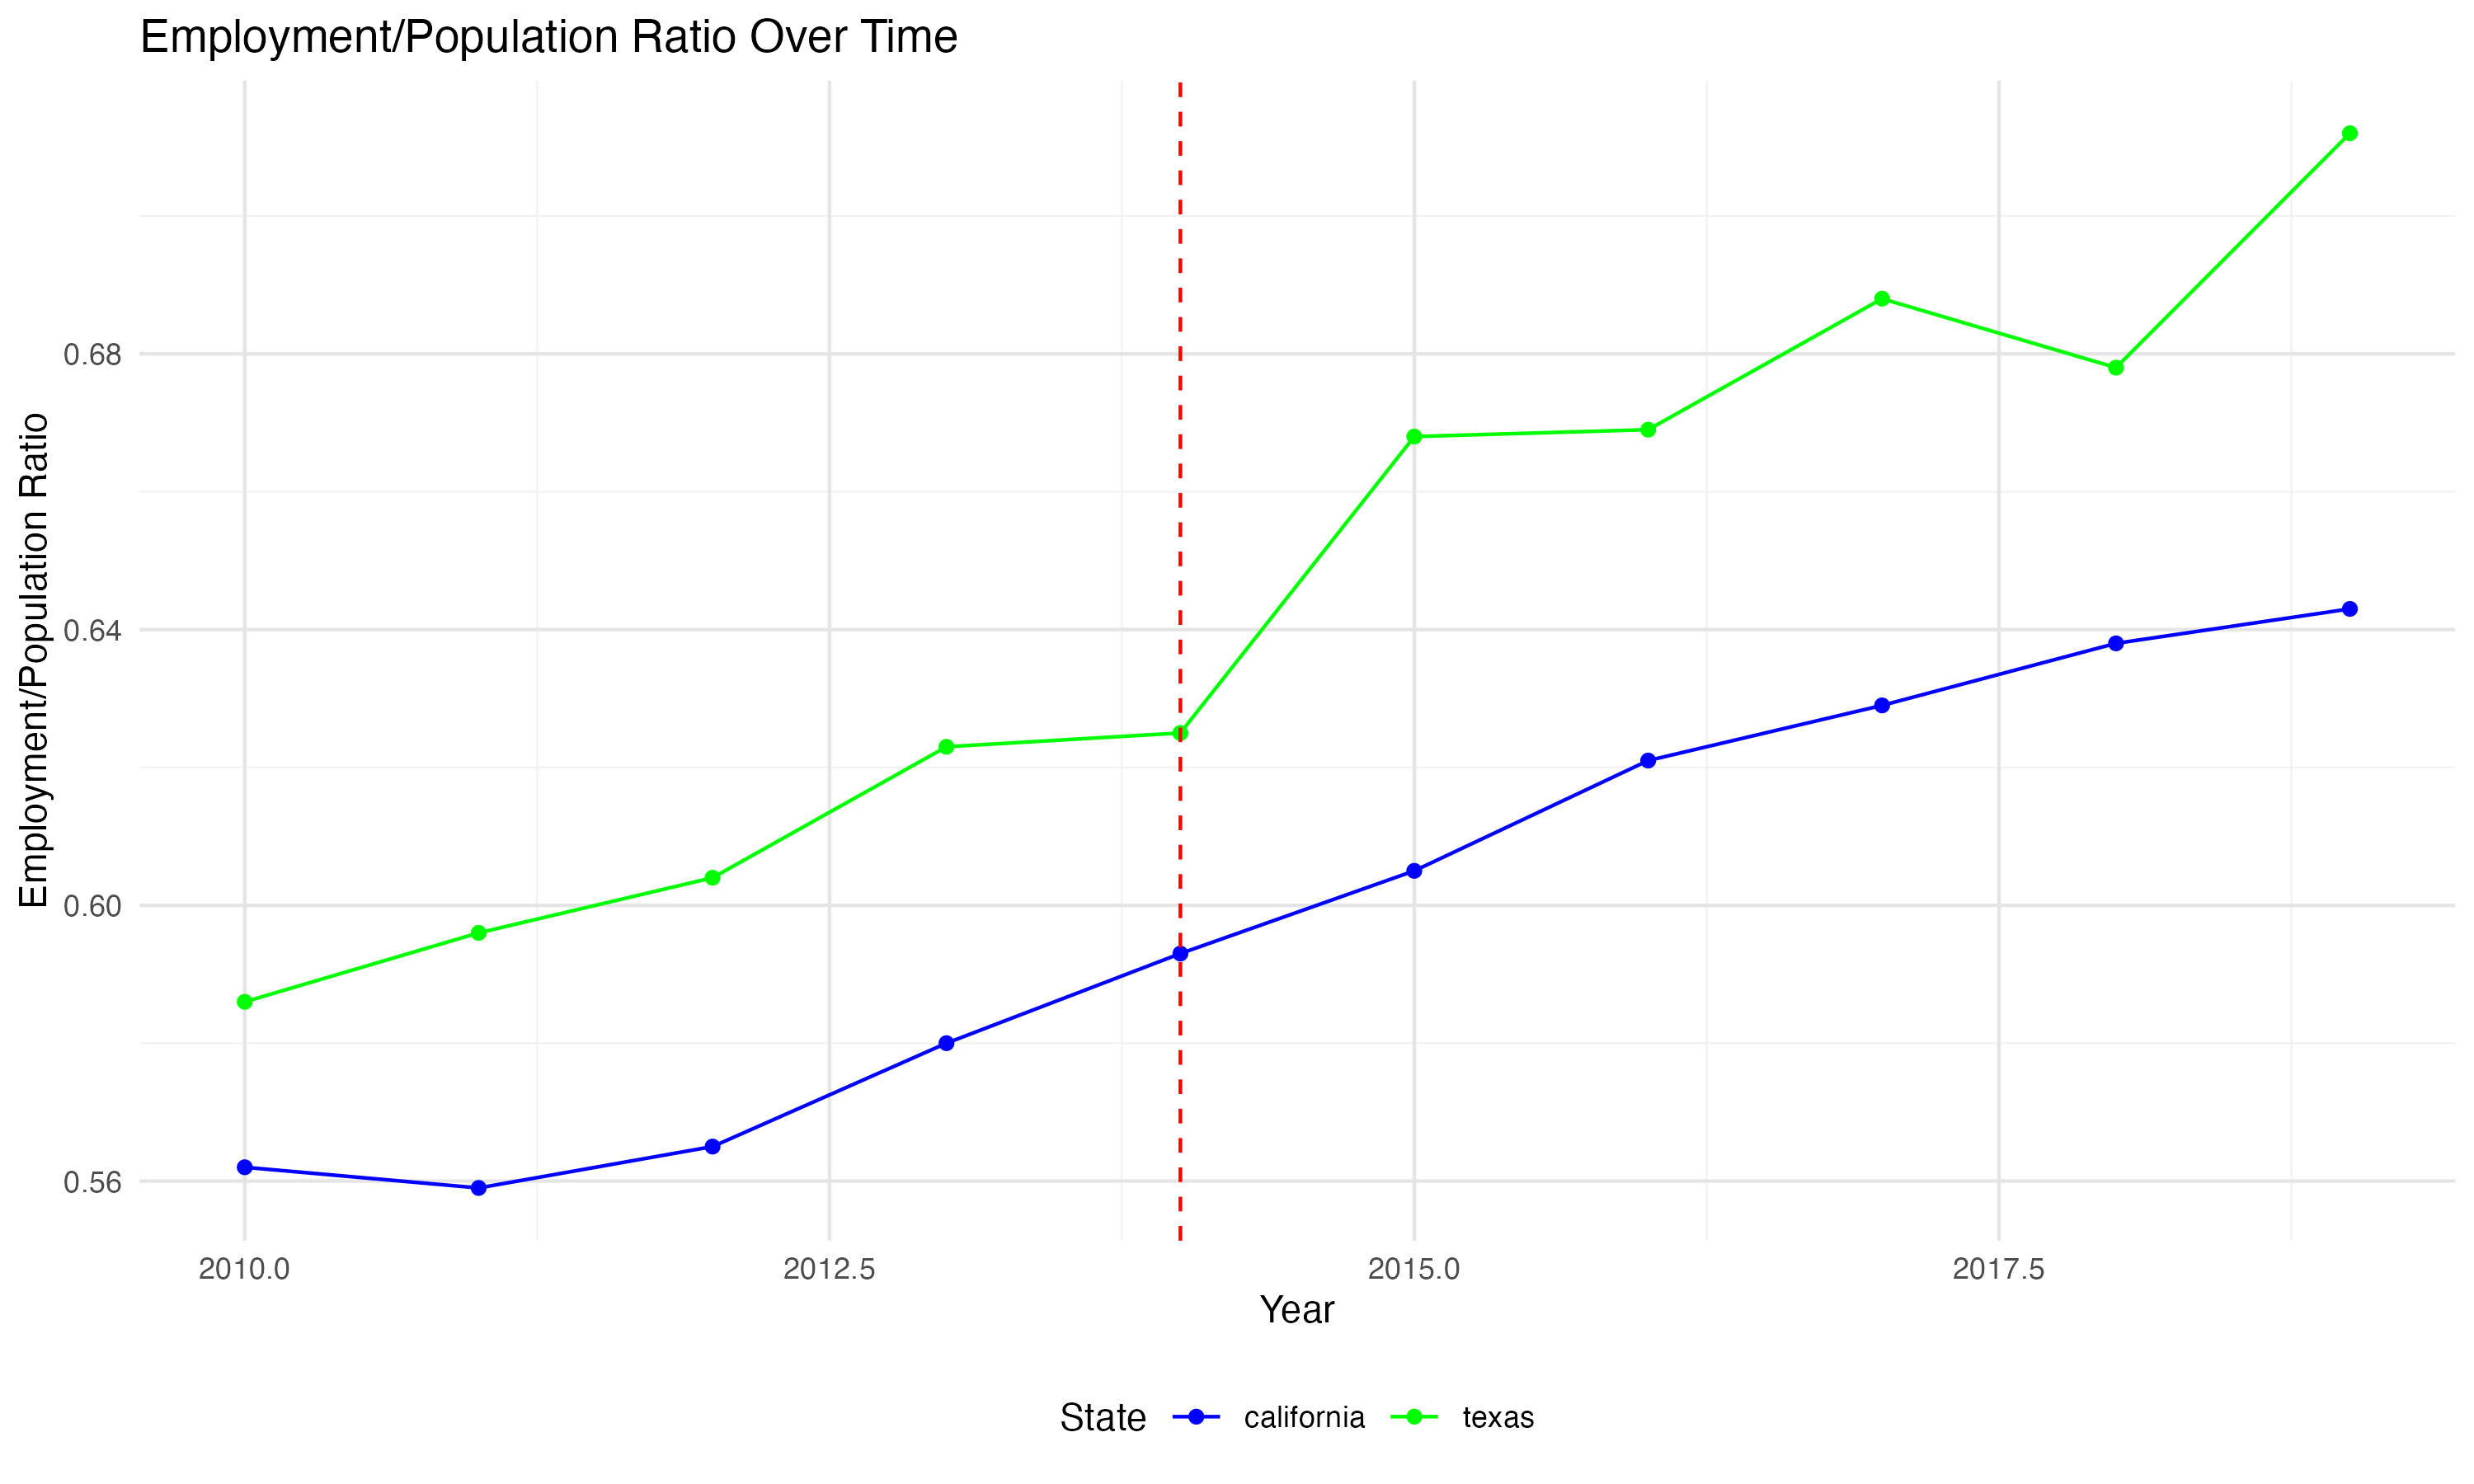 Employment/Population Ratio Over Time
Employment/Population Ratio
0.68
0.64
0.60
0.56
2010.0 2012.5 2015.0 2017.5
Year
State california texas